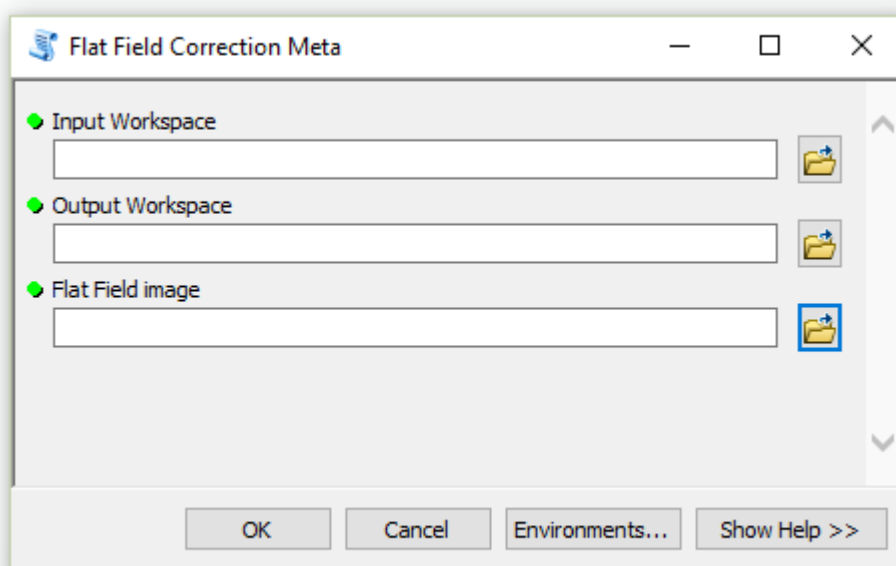 Flat Field Correction Meta
Input Workspace
Output Workspace
Flat Field image
OK Cancel Environments... Show Help >>